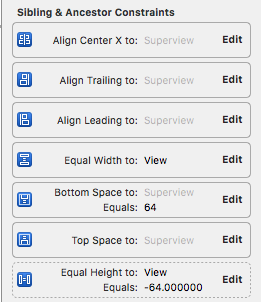 Sibling & Ancestor Constraints
Align Center X to: Superview Edit
Align Trailing to: Superview Edit
Align Leading to: Superview Edit
Equal Width to: View Edit
Bottom Space to: Superview Edit
Equals: 64
Top Space to: Superview Edit
Equal Height to: View Edit
Equals: -64.000000